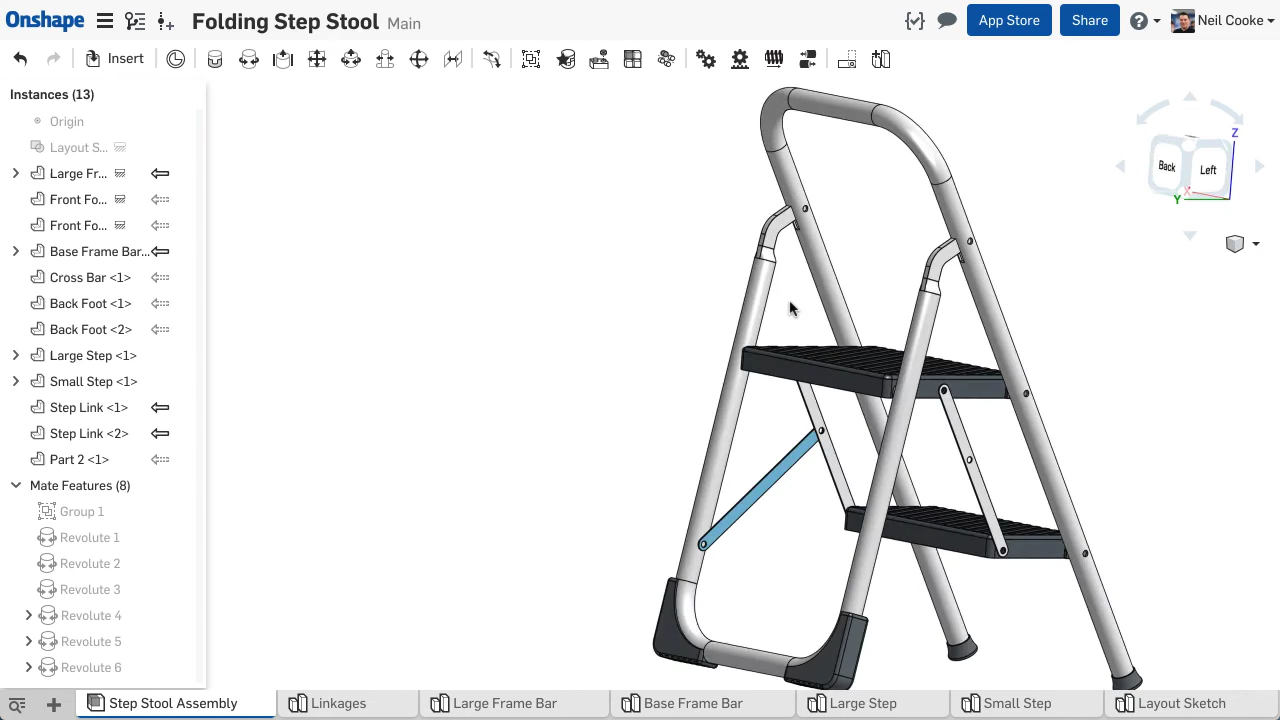 Onshape Folding Step Stool Main App Store Share Neil Cooke
Insert
Instances (13)
Origin
Layout S...
Large Fr...
Front Fo...
Front Fo...
Base Frame Bar...
Cross Bar <1>
Back Foot <1>
Back Foot <2>
Large Step <1>
Small Step <1>
Step Link <1>
Step Link <2>
Part 2 <1>
Mate Features (8)
Group 1
Revolute 1
Revolute 2
Revolute 3
Revolute 4
Revolute 5
Revolute 6
Z
Back Left
X
Y
Step Stool Assembly Linkages Large Frame Bar Base Frame Bar Large Step Small Step Layout Sketch